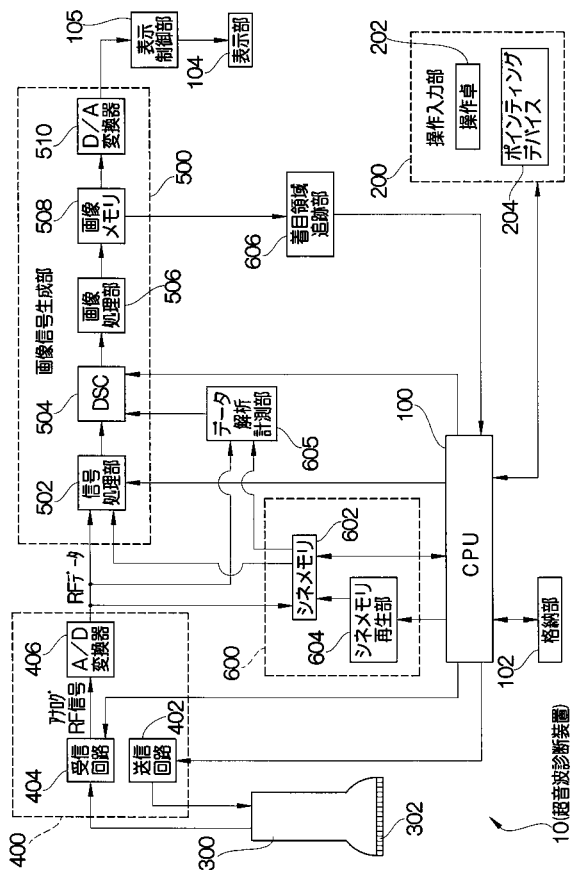 105
表示
制御部
104
表示部
画像信号生成部
500
510
D/A
変換器
508
画像
メモリ
506
画像
処理部
504
DSC
502
信号
処理部
RFデータ
406
A/D
変換器
アナログ
RF信号
404
受信
回路
402
送信
回路
400
300
302
606
着目領域
追跡部
605
データ
解析
計測部
600
602
シネメモリ
604
シネメモリ
再生部
100
CPU
102
格納部
200
操作入力部
202
操作卓
204
ポインティング
デバイス
10(超音波診断装置)